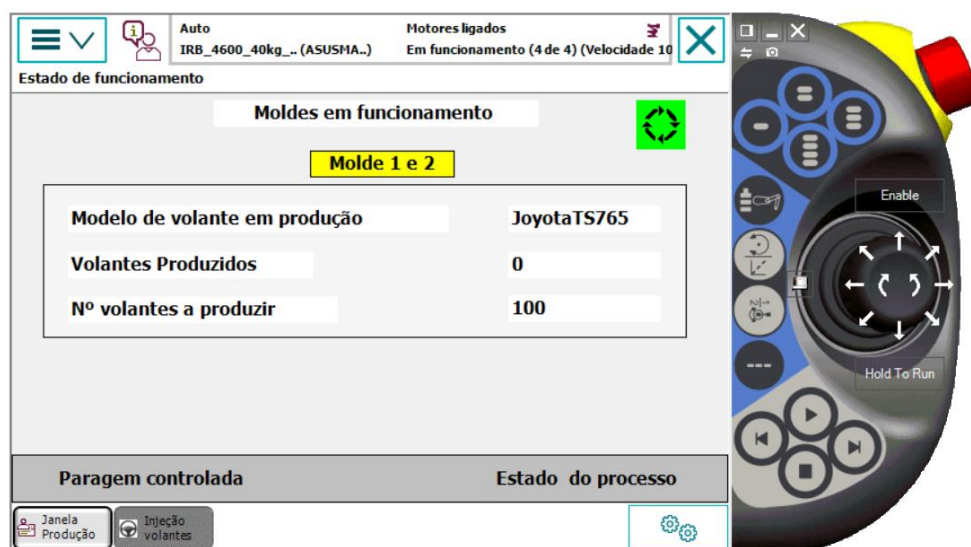 Auto
IRB_4600_40kg_.. (ASUSMA..)
Motores ligados
Em funcionamento (4 de 4) (Velocidade 10
Estado de funcionamento
Moldes em funcionamento
Molde 1 e 2
Modelo de volante em produção JoyotaTS765
Volantes Produzidos 0
Nº volantes a produzir 100
Paragem controlada Estado do processo
Janela
Produção
Injeção
volantes
Enable
Hold To Run